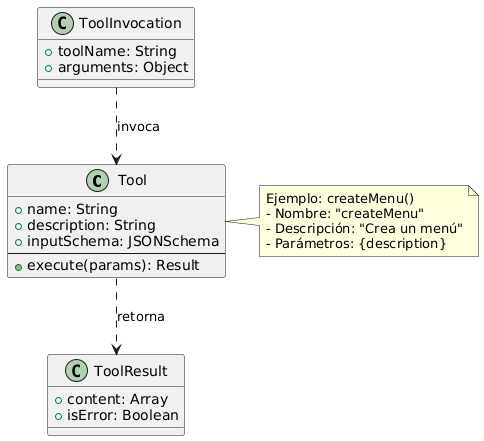 C ToolInvocation
toolName: String
arguments: Object
invoca
C Tool
name: String
description: String
inputSchema: JSONSchema
execute(params): Result
Ejemplo: createMenu()
- Nombre: "createMenu"
- Descripción: "Crea un menú"
- Parámetros: {description}
retorna
C ToolResult
content: Array
isError: Boolean